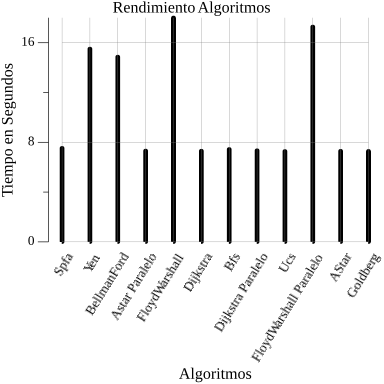 Rendimiento Algoritmos
Tiempo en Segundos
16
8
0
Spfa
Yen
BellmanFord
Astar Paralelo
FloydWarshall
Dijkstra
Bfs
Dijkstra Paralelo
Ucs
FloydWarshall Paralelo
AStar
Goldberg
Algoritmos